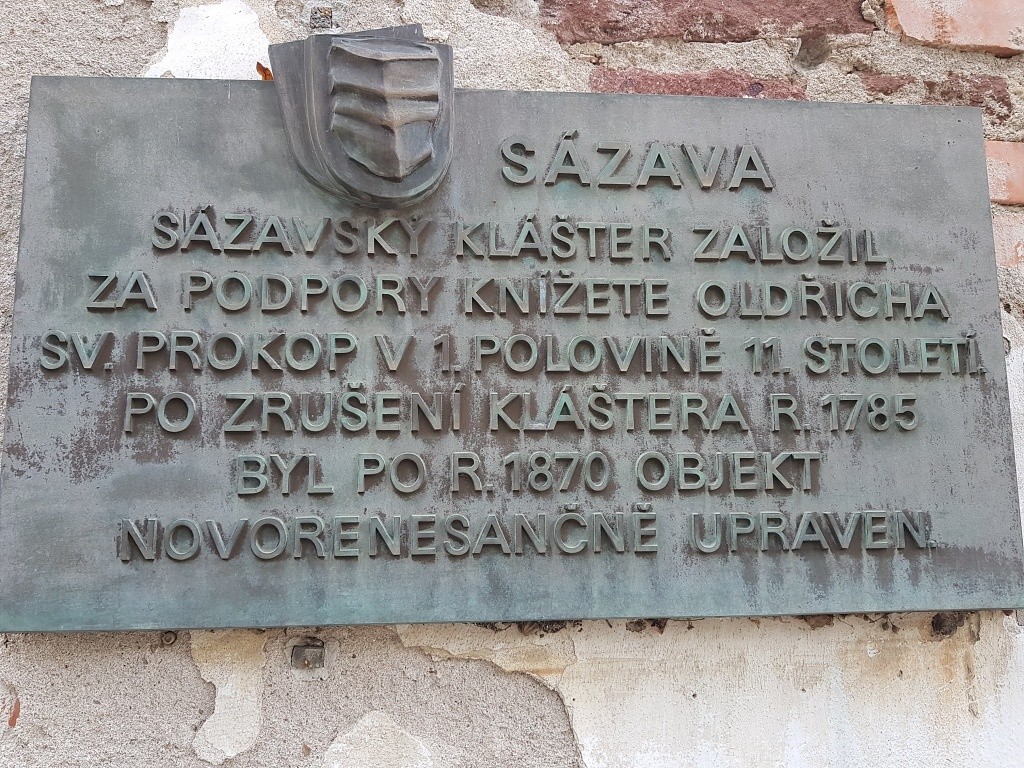 SÁZAVA
SÁZAVSKÝ KLÁŠTER ZALOŽIL
ZA PODPORY KNÍŽETE OLDŘICHA
SV. PROKOP V 1. POLOVINĚ 11. STOLETÍ.
PO ZRUŠENÍ KLÁŠTERA R. 1785
BYL PO R. 1870 OBJEKT
NOVORENESANČNĚ UPRAVEN.